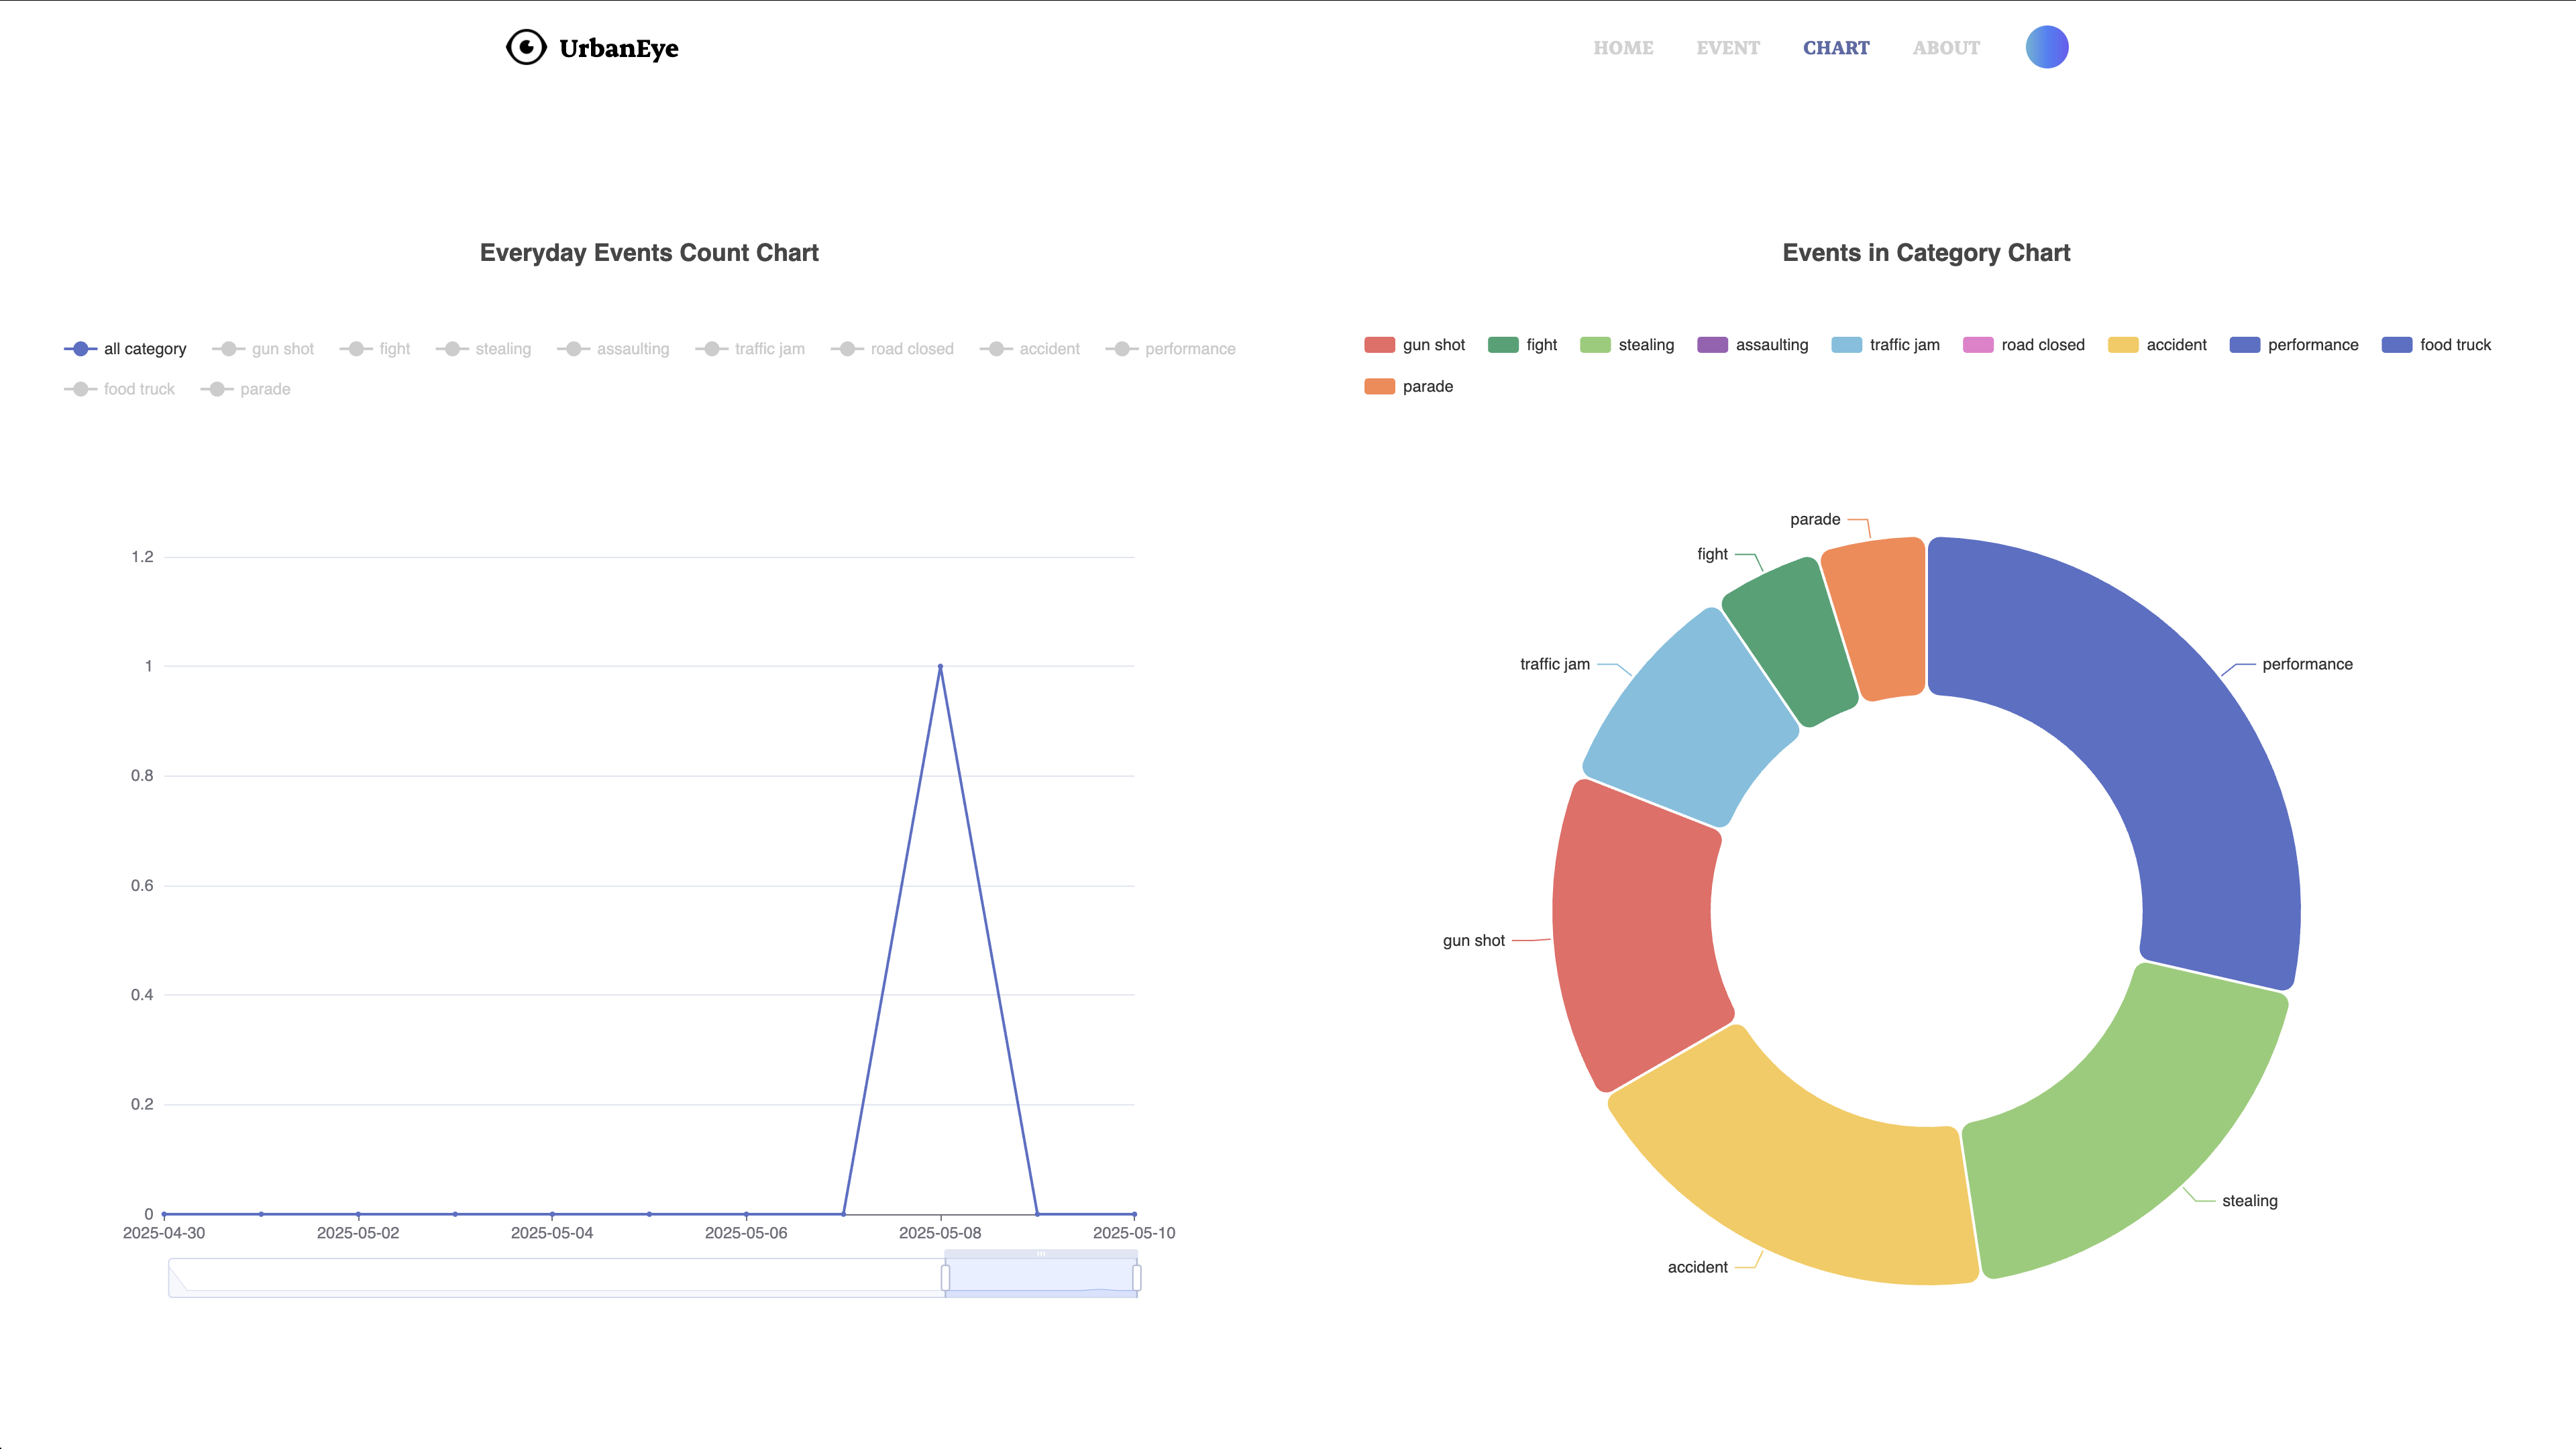 UrbanEye
HOME EVENT CHART ABOUT
Everyday Events Count Chart
all category gun shot fight stealing assaulting traffic jam road closed accident performance
food truck parade
1.2
1
0.8
0.6
0.4
0.2
0
2025-04-30 2025-05-02 2025-05-04 2025-05-06 2025-05-08 2025-05-10
Events in Category Chart
gun shot fight stealing assaulting traffic jam road closed accident performance food truck
parade
parade
fight
traffic jam
performance
gun shot
stealing
accident